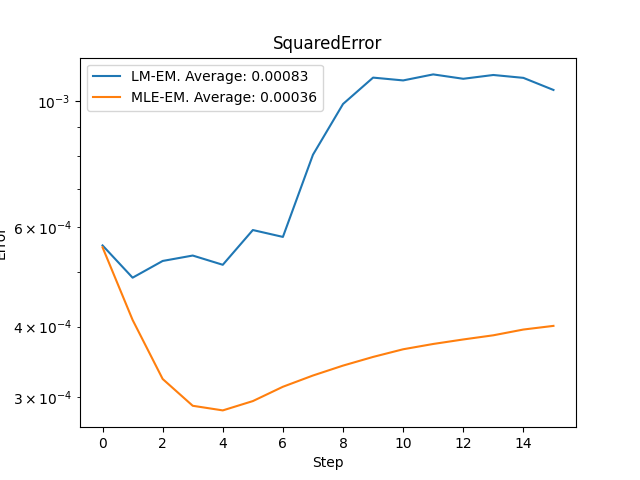 SquaredError
LM-EM. Average: 0.00083
MLE-EM. Average: 0.00036
10⁻³
6 × 10⁻⁴
4 × 10⁻⁴
3 × 10⁻⁴
Error
0 2 4 6 8 10 12 14
Step